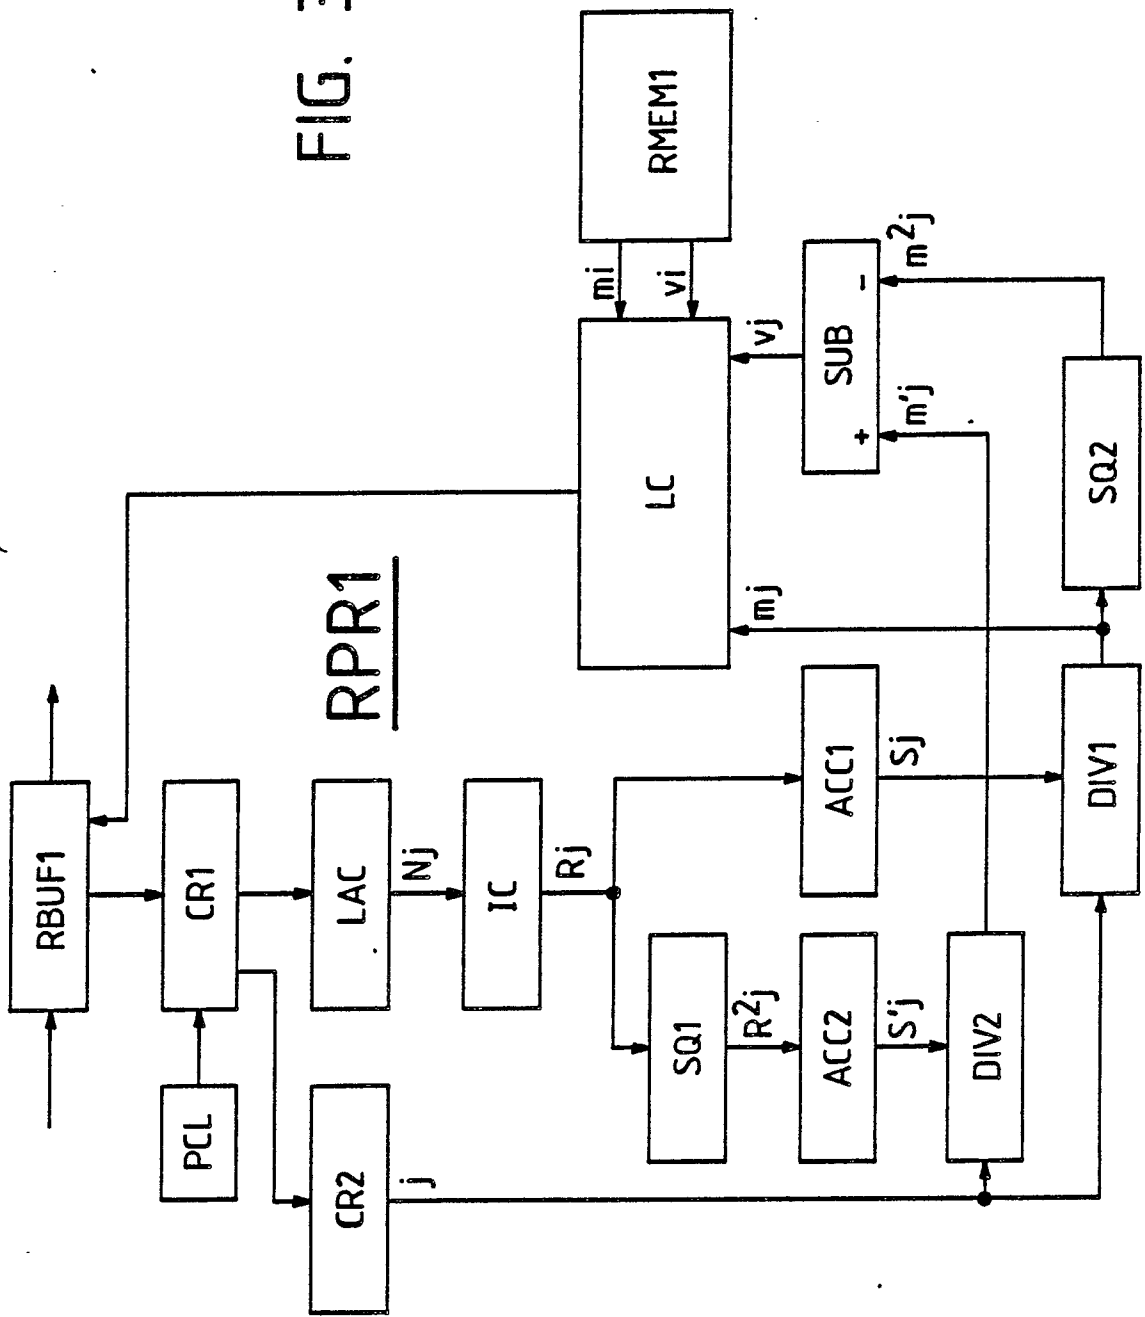 FIG. 3
RPR1
RBUF1
PCL
CR1
CR2
LAC
Nj
IC
Rj
j
SQ1
R²j
ACC2
S'j
DIV2
ACC1
Sj
DIV1
mj
LC
mi
vi
RMEM1
vj
SUB
+
-
m'j
m²j
SQ2